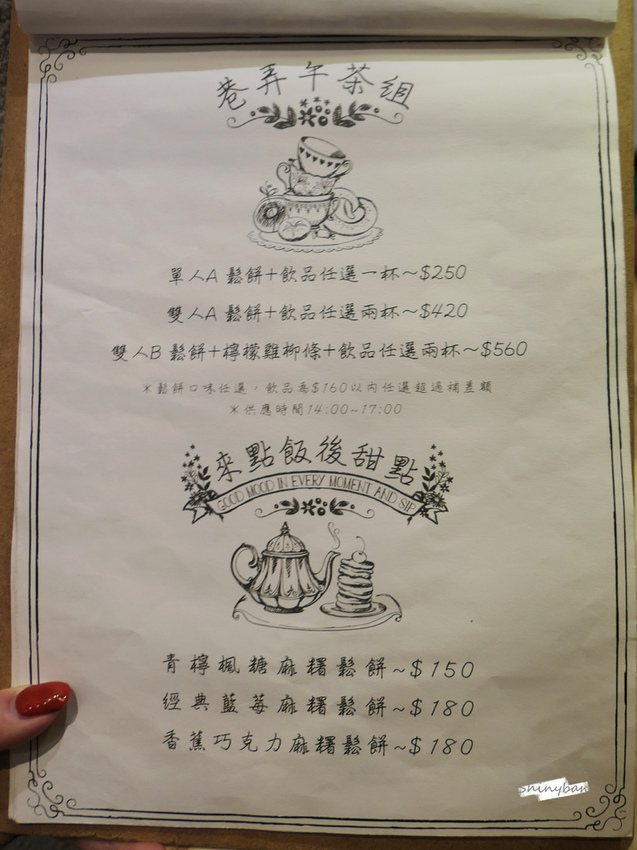 巷弄午茶組
單人A 鬆餅+飲品任選一杯~$250
雙人A 鬆餅+飲品任選兩杯~$420
雙人B 鬆餅+檸檬雞柳條+飲品任選兩杯~$560
*鬆餅口味任選,飲品為$160以內任選超過補差額
*供應時間14:00~17:00
來點飯後甜點
GOOD MOOD IN EVERY MOMENT AND SIP
青檸楓糖麻糬鬆餅~$150
經典藍莓麻糬鬆餅~$180
香蕉巧克力麻糬鬆餅~$180
shinyban